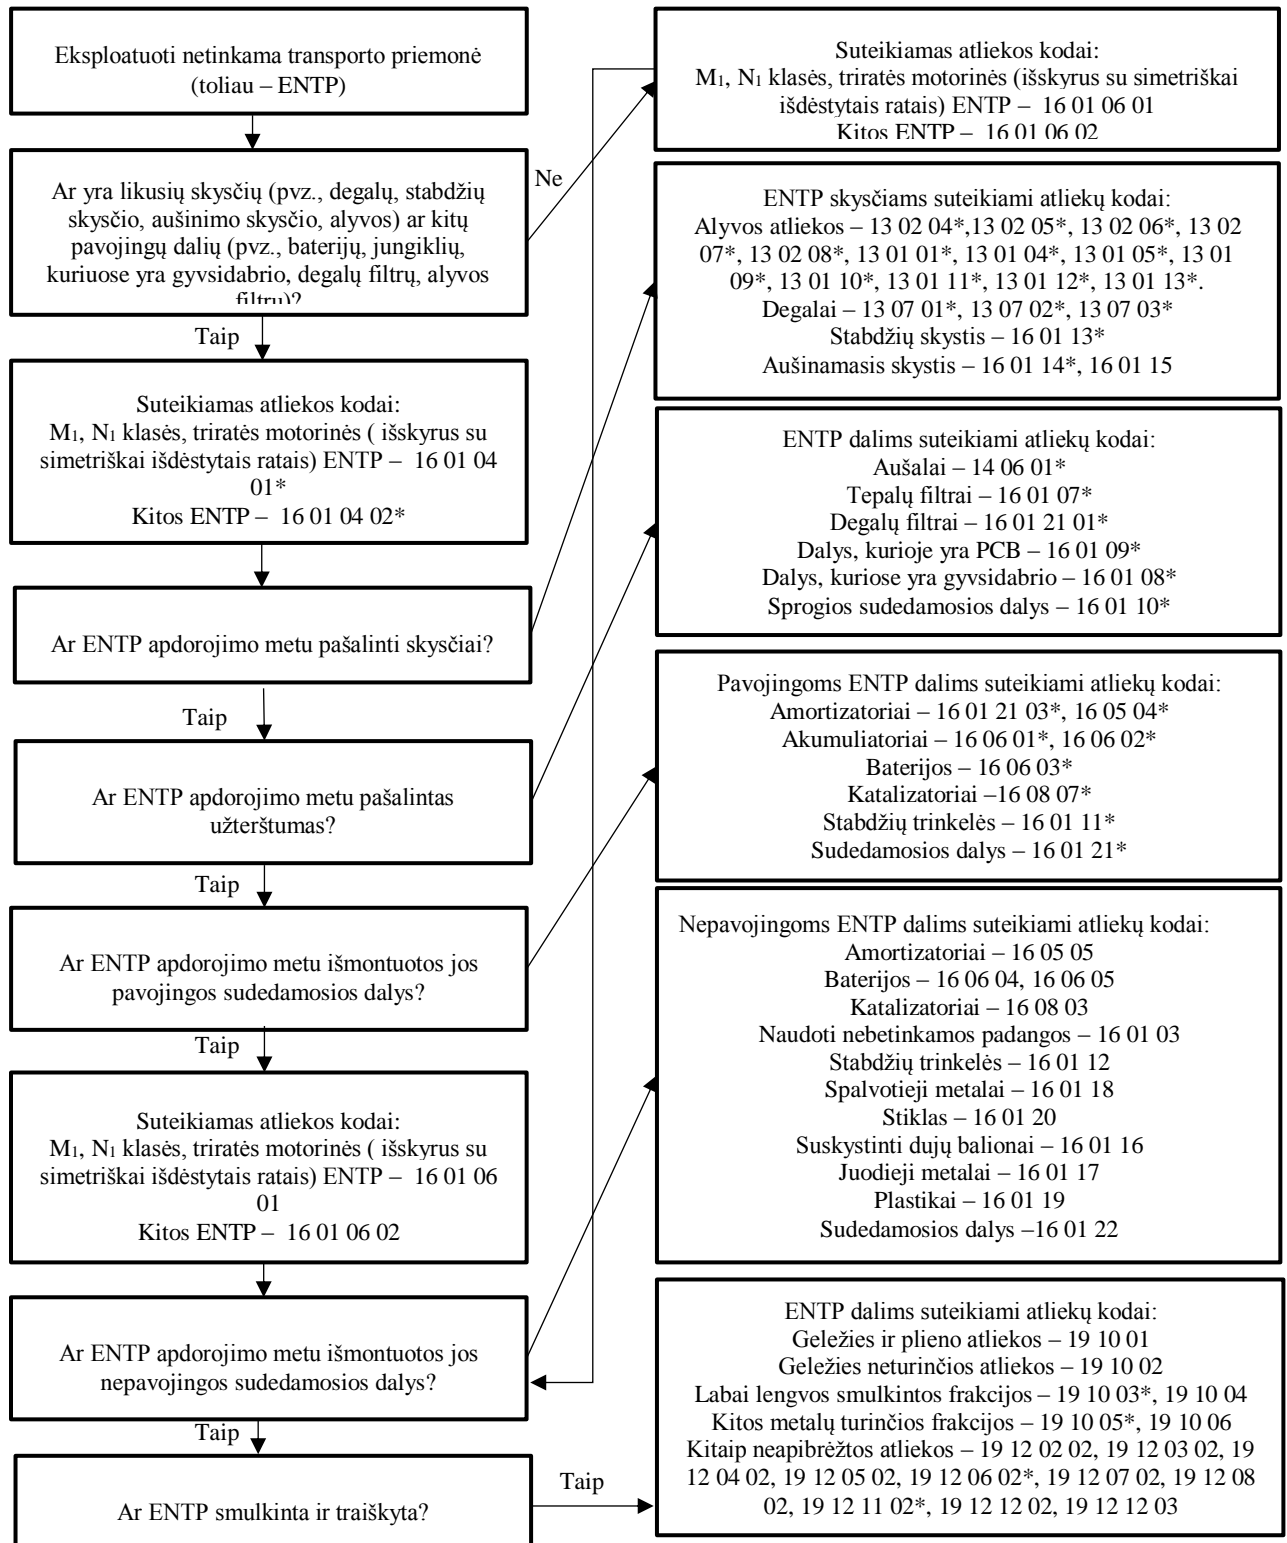 Eksploatuoti netinkama transporto priemonė
(toliau – ENTP)
Ar yra likusių skysčių (pvz., degalų, stabdžių
skysčio, aušinimo skysčio, alyvos) ar kitų
pavojingų dalių (pvz., baterijų, jungiklių,
kuriuose yra gyvsidabrio, degalų filtrų, alyvos
filtrų)?
Ne
Taip
Suteikiamas atliekos kodai:
M1, N1 klasės, triratės motorinės (išskyrus su simetriškai
išdėstytais ratais) ENTP – 16 01 06 01
Kitos ENTP – 16 01 06 02
Suteikiamas atliekos kodai:
M1, N1 klasės, triratės motorinės ( išskyrus su
simetriškai išdėstytais ratais) ENTP – 16 01 04
01*
Kitos ENTP – 16 01 04 02*
Ar ENTP apdorojimo metu pašalinti skysčiai?
Taip
ENTP skysčiams suteikiami atliekų kodai:
Alyvos atliekos – 13 02 04*,13 02 05*, 13 02 06*, 13 02
07*, 13 02 08*, 13 01 01*, 13 01 04*, 13 01 05*, 13 01
09*, 13 01 10*, 13 01 11*, 13 01 12*, 13 01 13*.
Degalai – 13 07 01*, 13 07 02*, 13 07 03*
Stabdžių skystis – 16 01 13*
Aušinamasis skystis – 16 01 14*, 16 01 15
Ar ENTP apdorojimo metu pašalintas
užterštumas?
Taip
ENTP dalims suteikiami atliekų kodai:
Aušalai – 14 06 01*
Tepalų filtrai – 16 01 07*
Degalų filtrai – 16 01 21 01*
Dalys, kurioje yra PCB – 16 01 09*
Dalys, kuriose yra gyvsidabrio – 16 01 08*
Sprogios sudedamosios dalys – 16 01 10*
Ar ENTP apdorojimo metu išmontuotos jos
pavojingos sudedamosios dalys?
Taip
Pavojingoms ENTP dalims suteikiami atliekų kodai:
Amortizatoriai – 16 01 21 03*, 16 05 04*
Akumuliatoriai – 16 06 01*, 16 06 02*
Baterijos – 16 06 03*
Katalizatoriai –16 08 07*
Stabdžių trinkelės – 16 01 11*
Sudedamosios dalys – 16 01 21*
Suteikiamas atliekos kodai:
M1, N1 klasės, triratės motorinės ( išskyrus su
simetriškai išdėstytais ratais) ENTP – 16 01 06
01
Kitos ENTP – 16 01 06 02
Ar ENTP apdorojimo metu išmontuotos jos
nepavojingos sudedamosios dalys?
Taip
Nepavojingoms ENTP dalims suteikiami atliekų kodai:
Amortizatoriai – 16 05 05
Baterijos – 16 06 04, 16 06 05
Katalizatoriai – 16 08 03
Naudoti nebetinkamos padangos – 16 01 03
Stabdžių trinkelės – 16 01 12
Spalvotieji metalai – 16 01 18
Stiklas – 16 01 20
Suskystinti dujų balionai – 16 01 16
Juodieji metalai – 16 01 17
Plastikai – 16 01 19
Sudedamosios dalys –16 01 22
Ar ENTP smulkinta ir traiškyta?
Taip
ENTP dalims suteikiami atliekų kodai:
Geležies ir plieno atliekos – 19 10 01
Geležies neturinčios atliekos – 19 10 02
Labai lengvos smulkintos frakcijos – 19 10 03*, 19 10 04
Kitos metalų turinčios frakcijos – 19 10 05*, 19 10 06
Kitaip neapibrėžtos atliekos – 19 12 02 02, 19 12 03 02, 19
12 04 02, 19 12 05 02, 19 12 06 02*, 19 12 07 02, 19 12 08
02, 19 12 11 02*, 19 12 12 02, 19 12 12 03